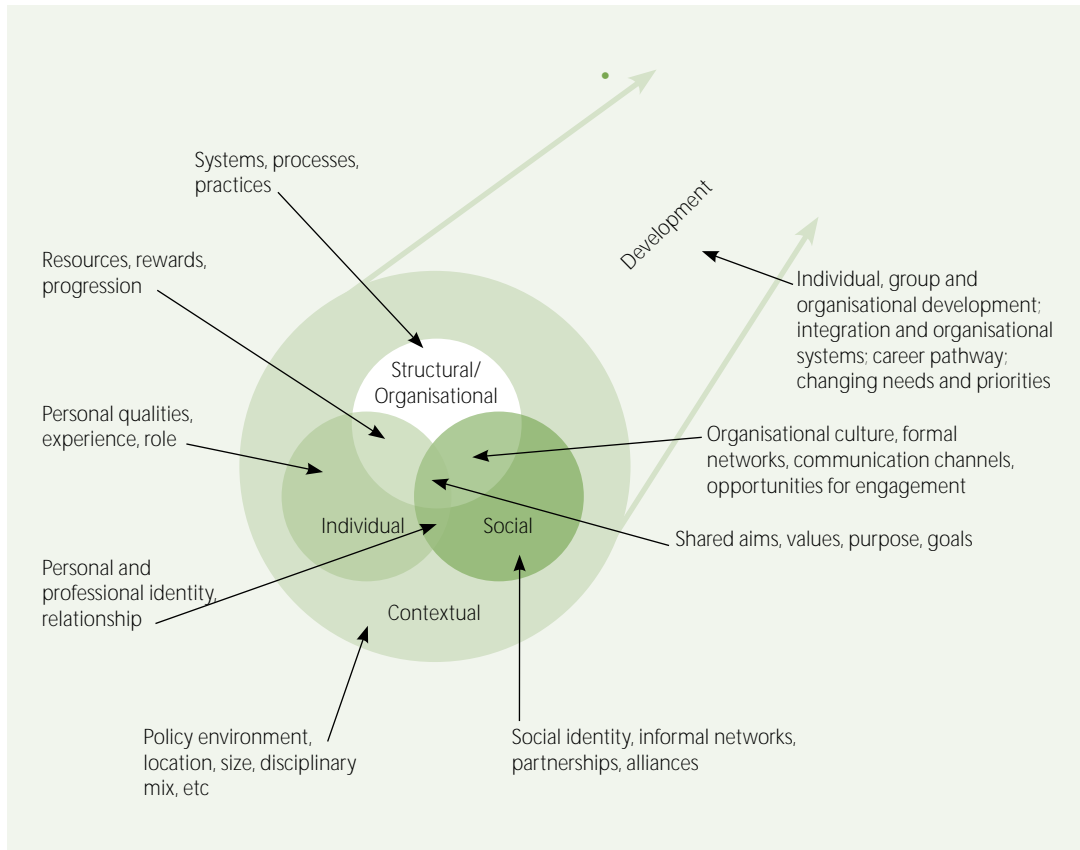 Systems, processes,
practices
Development
Resources, rewards,
progression
Individual, group and
organisational development;
integration and organisational
systems; career pathway;
changing needs and priorities
Structural/
Organisational
Personal qualities,
experience, role
Organisational culture, formal
networks, communication channels,
opportunities for engagement
Individual
Social
Shared aims, values, purpose, goals
Personal and
professional identity,
relationship
Contextual
Policy environment,
location, size, disciplinary
mix, etc
Social identity, informal networks,
partnerships, alliances